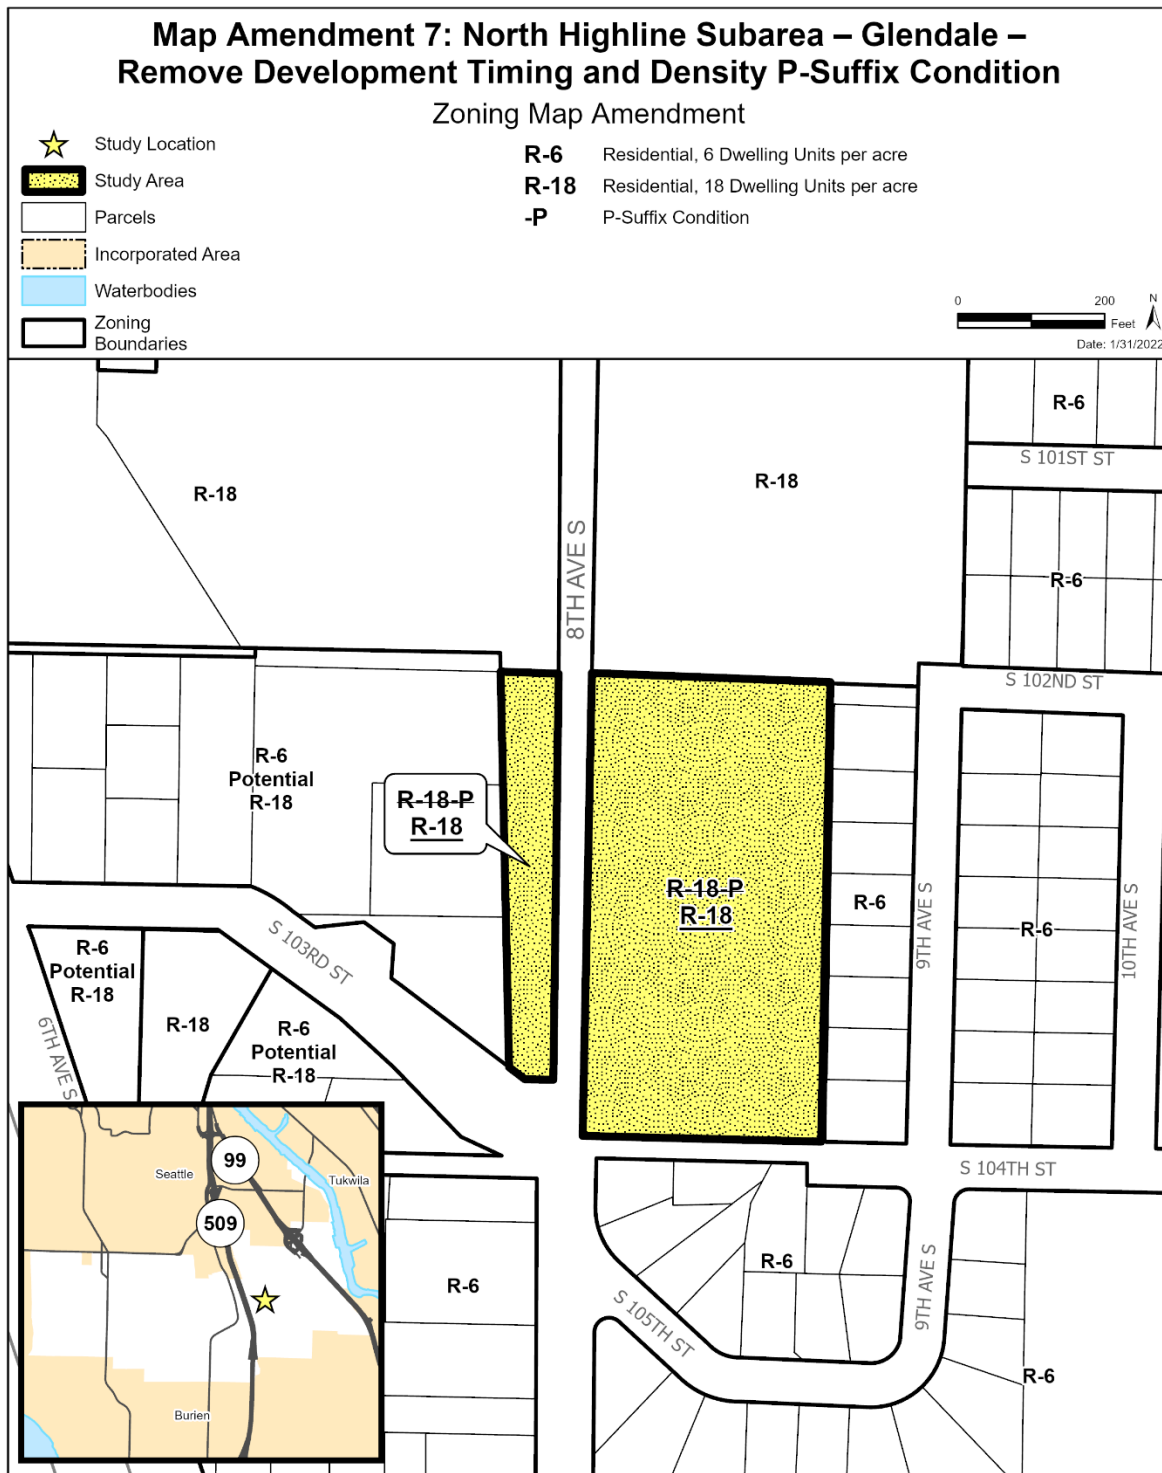 Map Amendment 7: North Highline Subarea – Glendale –
Remove Development Timing and Density P-Suffix Condition
Zoning Map Amendment
Study Location
Study Area
Parcels
Incorporated Area
Waterbodies
Zoning
Boundaries
R-6 Residential, 6 Dwelling Units per acre
R-18 Residential, 18 Dwelling Units per acre
-P P-Suffix Condition
0 200
Feet
N
Date: 1/31/2022
R-6
S 101ST ST
R-18
R-18
8TH AVE S
R-6
S 102ND ST
R-6
Potential
R-18
R-18-P
R-18
R-18-P
R-18
R-6
9TH AVE S
R-6
10TH AVE S
S 103RD ST
R-6
Potential
R-18
6TH AVE S
R-18
R-6
Potential
R-18
S 104TH ST
Seattle
99
Tukwila
509
Burien
R-6
R-6
S 105TH ST
9TH AVE S
R-6